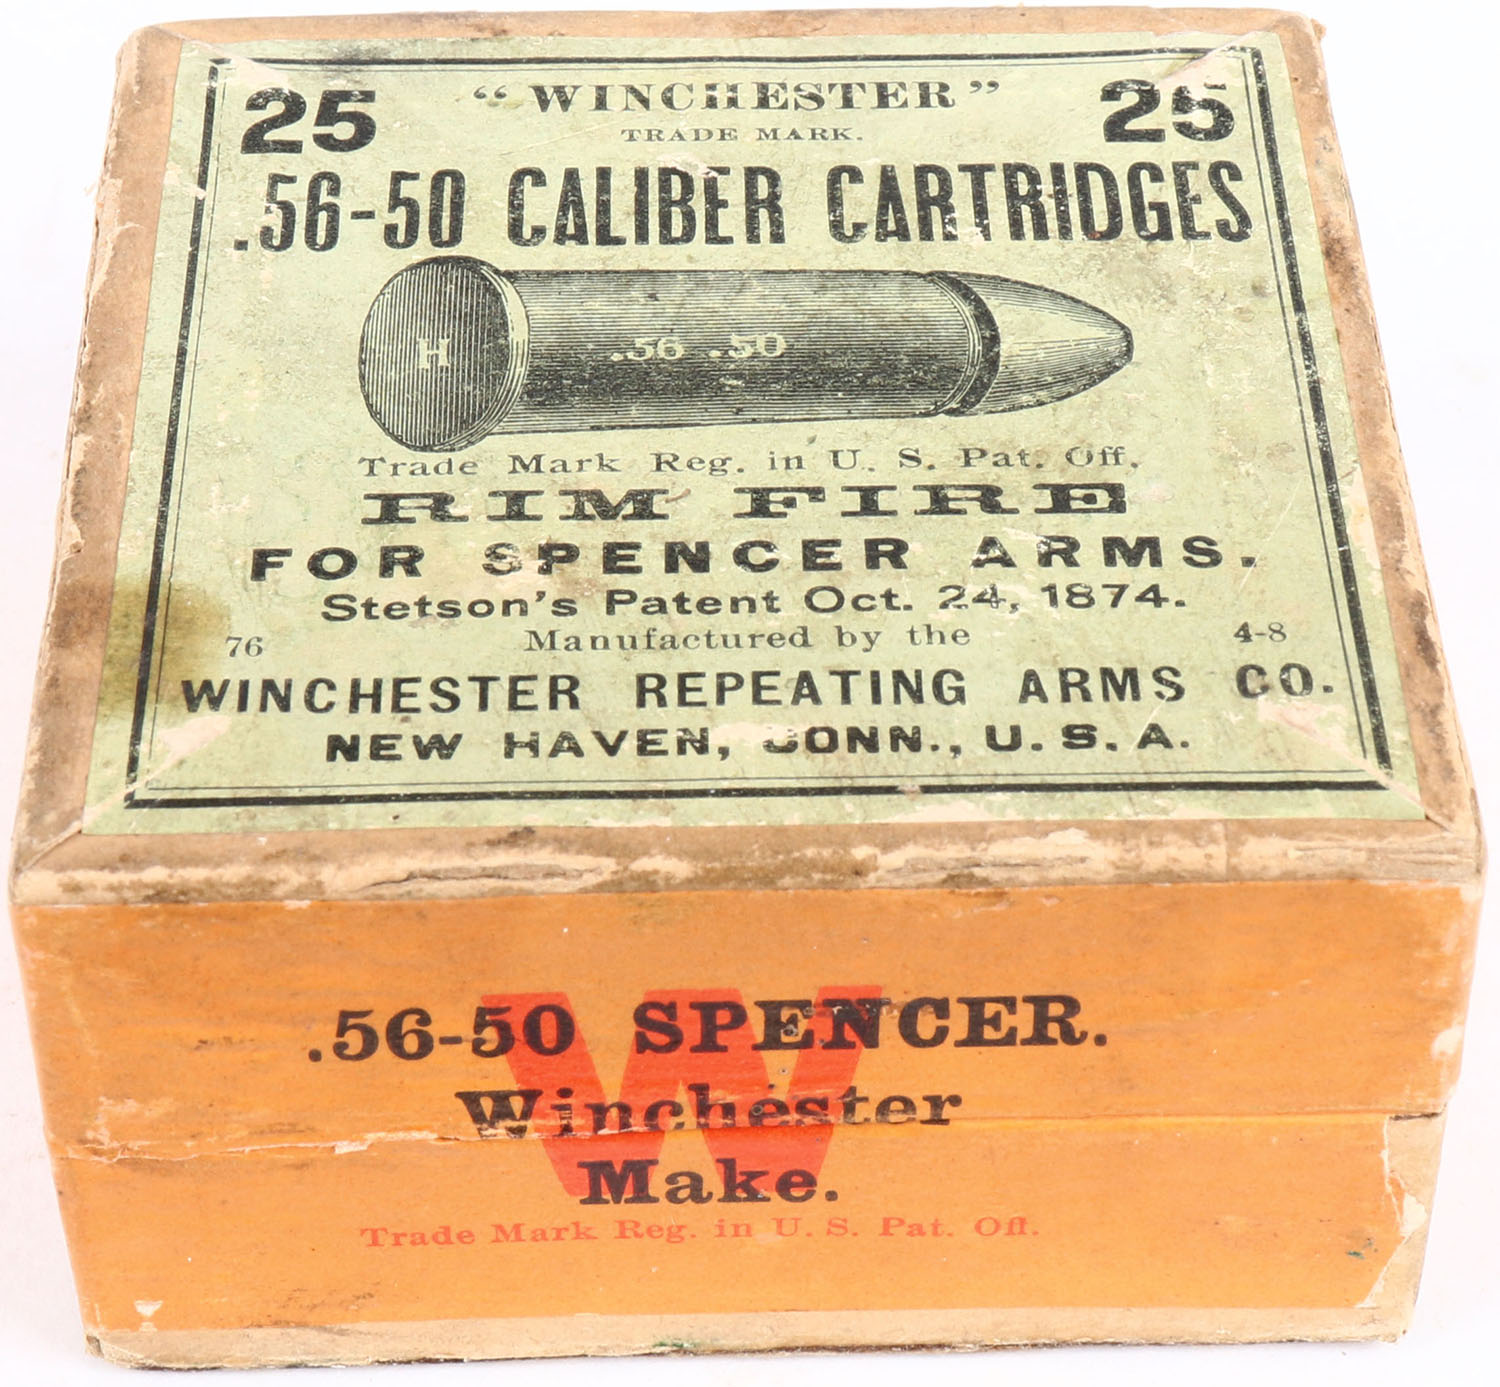 25 “WINCHESTER” 25
TRADE MARK.
.56-50 CALIBER CARTRIDGES
H .56 .50
Trade Mark Reg. in U. S. Pat. Off.
RIM FIRE
FOR SPENCER ARMS.
Stetson's Patent Oct. 24, 1874.
76 Manufactured by the 4-8
WINCHESTER REPEATING ARMS CO.
NEW HAVEN, CONN., U. S. A.
W
.56-50 SPENCER.
Winchester
Make.
Trade Mark Reg. in U. S. Pat. Off.